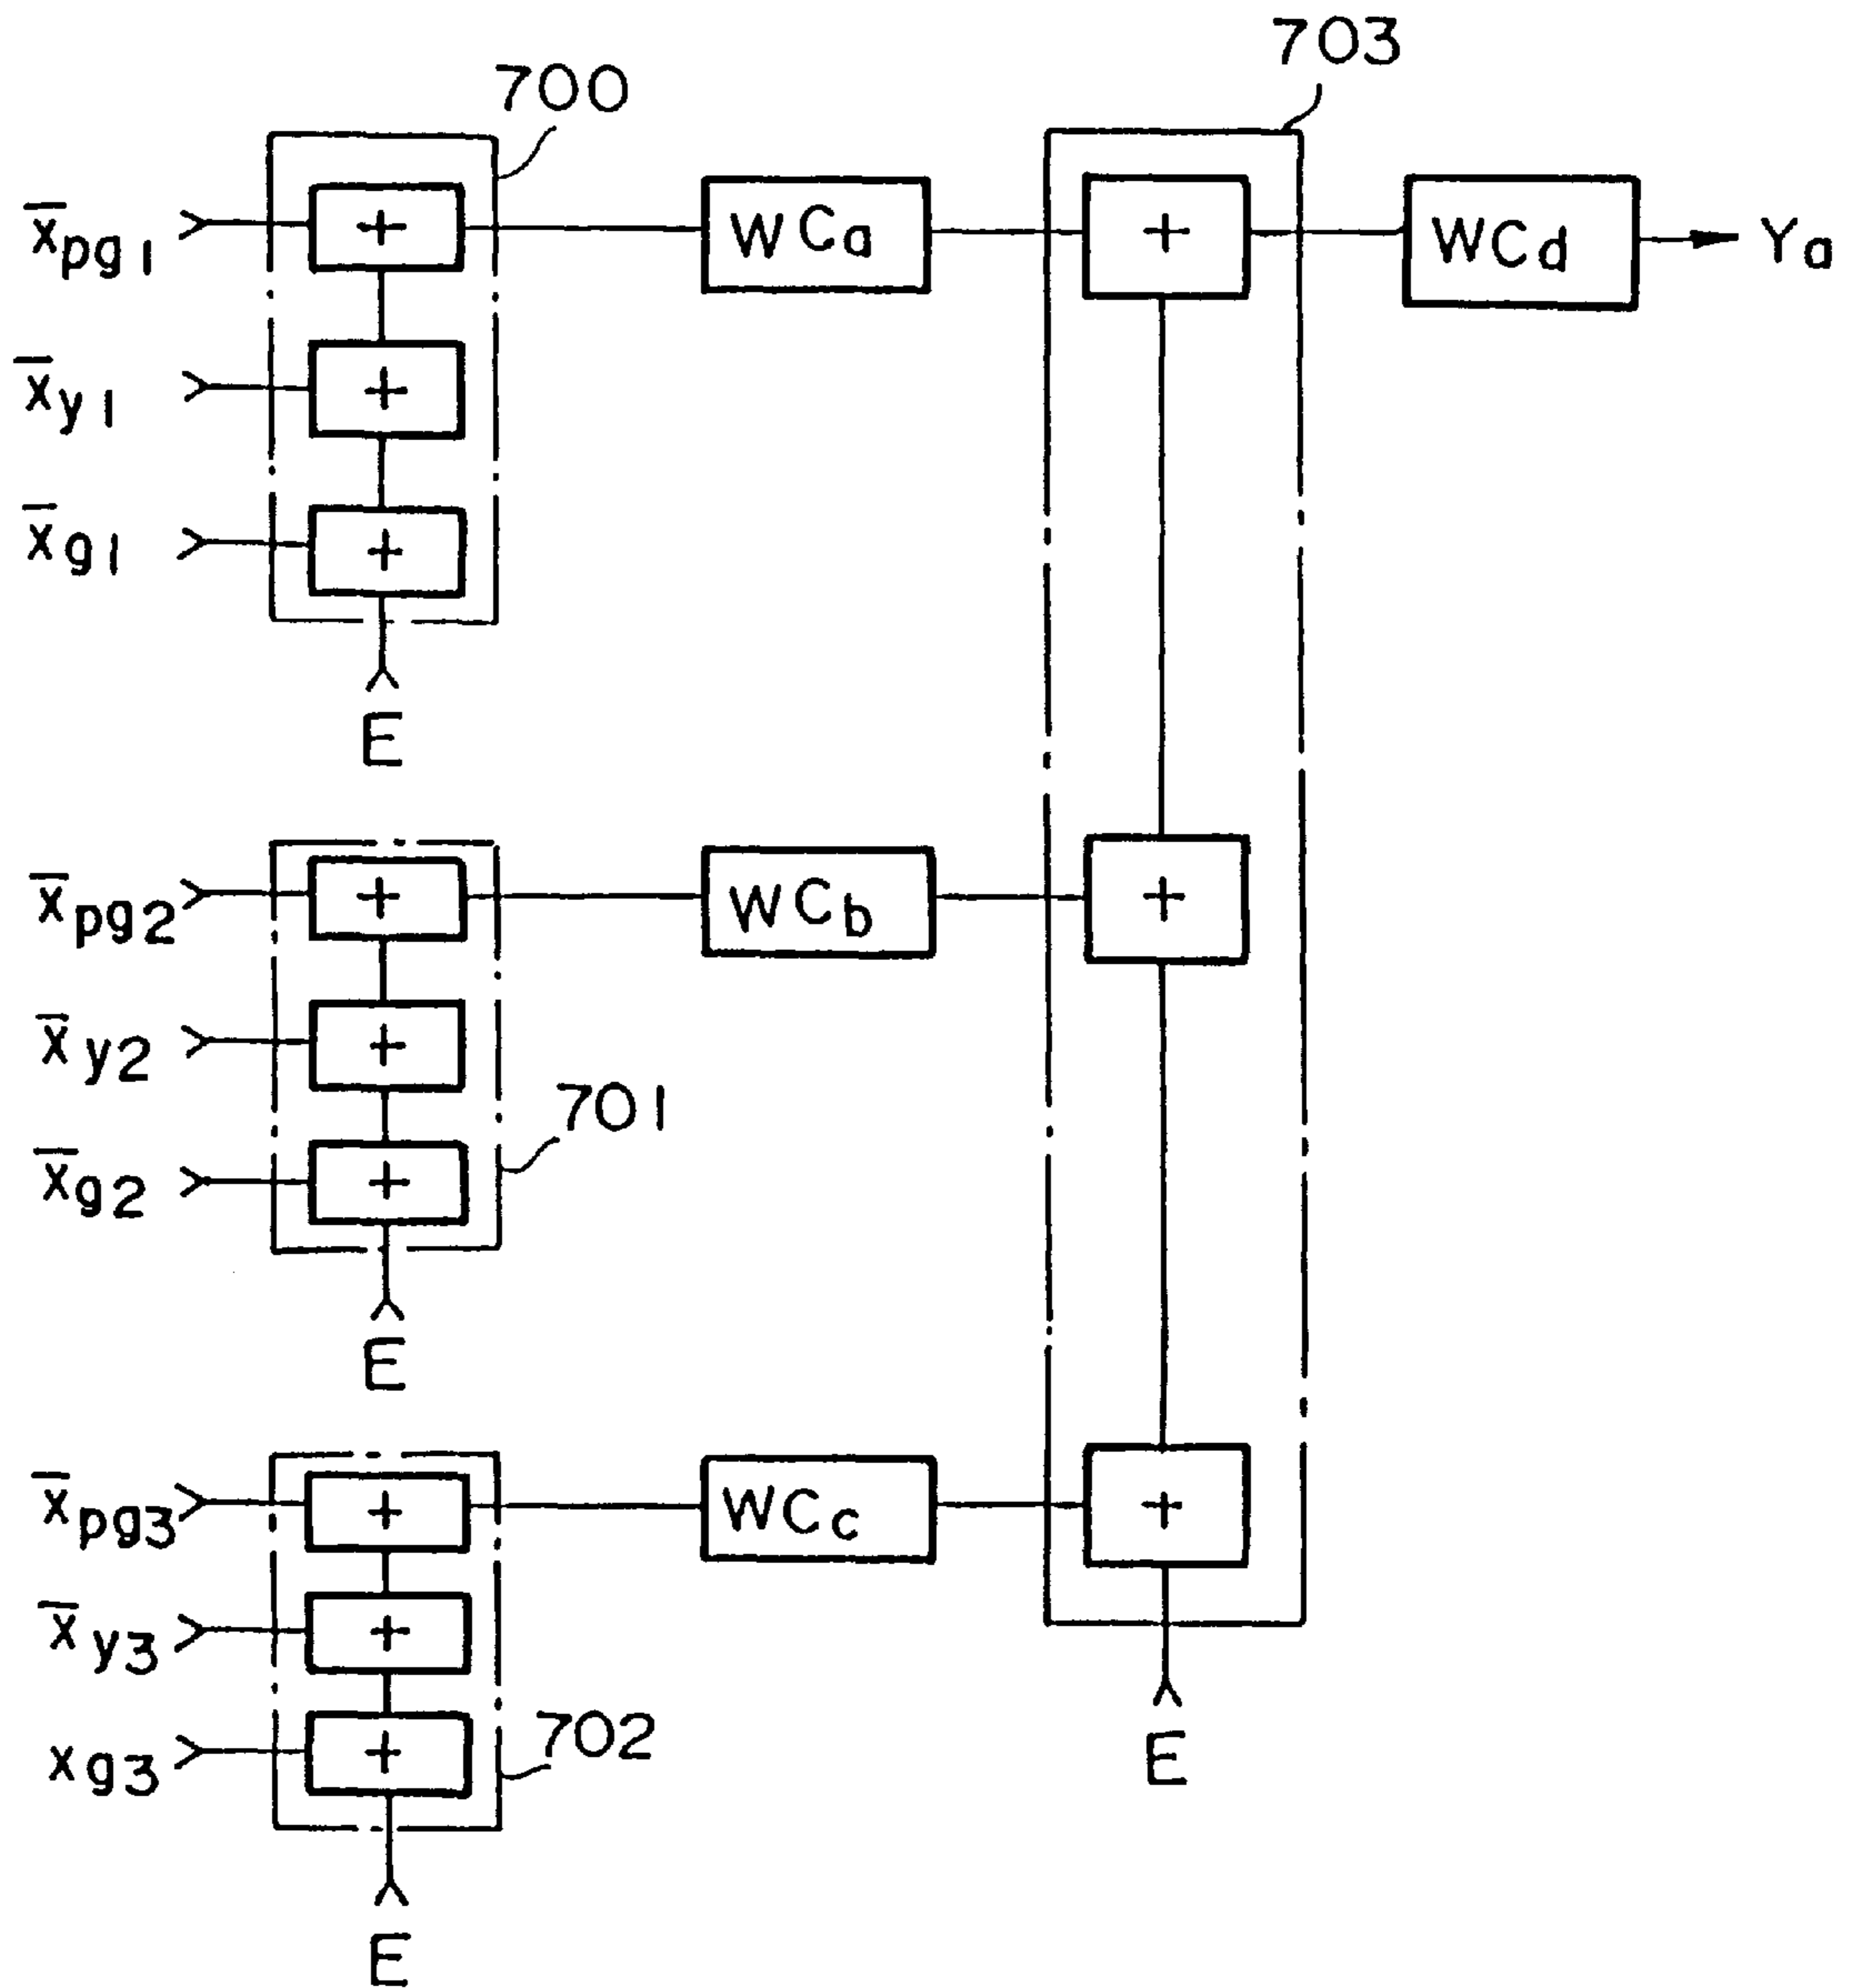 703
700
x̅pg1
+
WCa
+
WCd
Ya
x̅y1
+
x̅g1
+
E
x̅pg2
+
WCb
+
x̅y2
+
701
x̅g2
+
E
x̅pg3
+
WCc
+
x̅y3
+
702
xg3
+
E
E